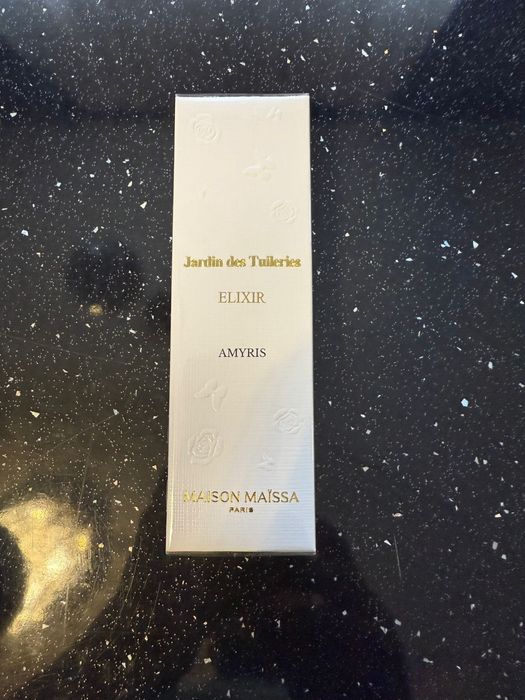 Jardin des Tuileries
ELIXIR
AMYRIS
MAISON MAÏSSA
PARIS